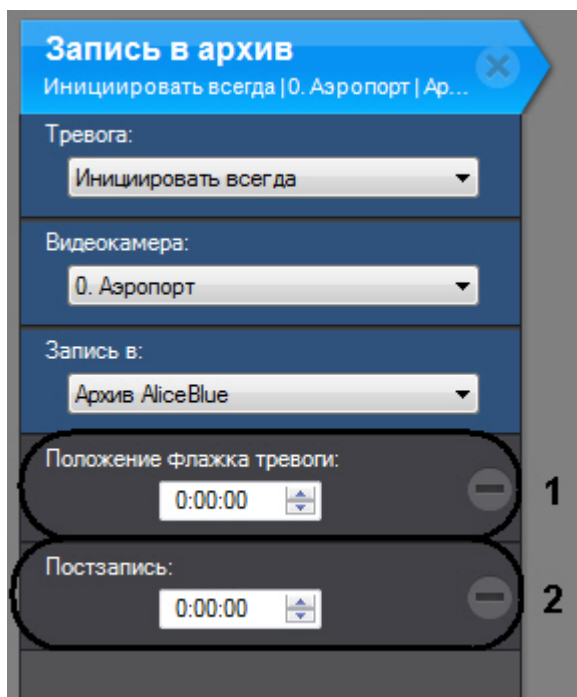 Запись в архив
Инициировать всегда | 0. Аэропорт | Ар...
Тревога:
Инициировать всегда
Видеокамера:
0. Аэропорт
Запись в:
Архив AliceBlue
Положение флажка тревоги:
0:00:00
1
Постзапись:
0:00:00
2